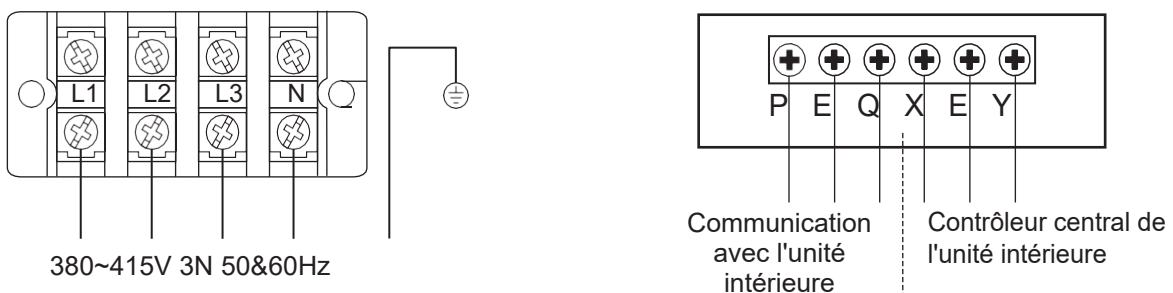 L1 L2 L3 N
380~415V 3N 50&60Hz
P E Q X E Y
Communication
avec l'unité
intérieure
Contrôleur central de
l'unité intérieure